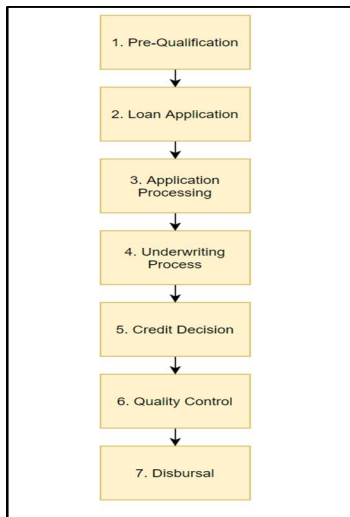 1. Pre-Qualification
2. Loan Application
3. Application
Processing
4. Underwriting
Process
5. Credit Decision
6. Quality Control
7. Disbursal